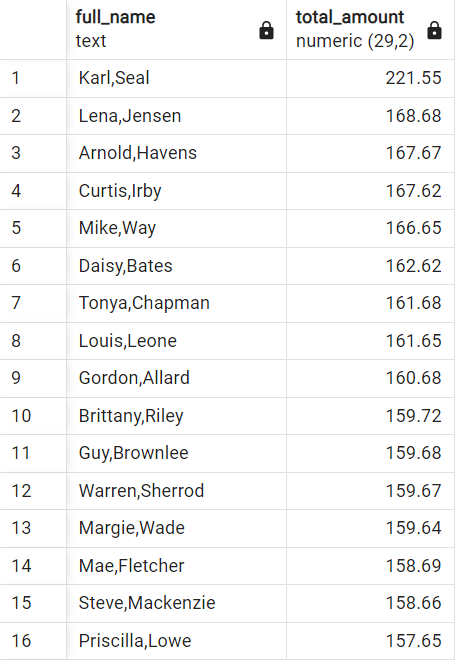 full_name total_amount
text numeric (29,2)
1 Karl,Seal 221.55
2 Lena,Jensen 168.68
3 Arnold,Havens 167.67
4 Curtis,Irby 167.62
5 Mike,Way 166.65
6 Daisy,Bates 162.62
7 Tonya,Chapman 161.68
8 Louis,Leone 161.65
9 Gordon,Allard 160.68
10 Brittany,Riley 159.72
11 Guy,Brownlee 159.68
12 Warren,Sherrod 159.67
13 Margie,Wade 159.64
14 Mae,Fletcher 158.69
15 Steve,Mackenzie 158.66
16 Priscilla,Lowe 157.65